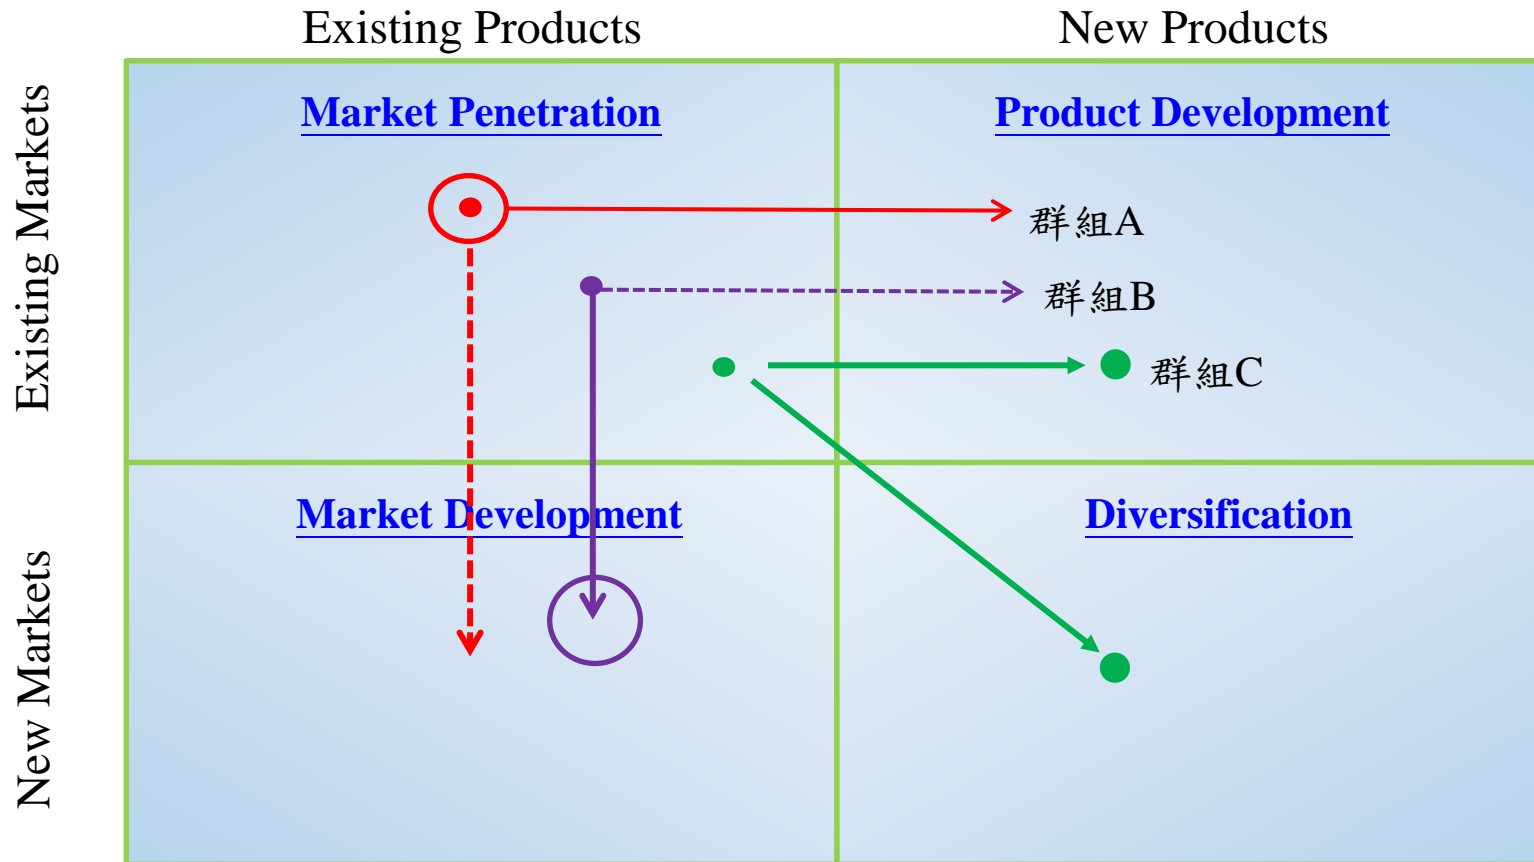 Existing Products
New Products
Existing Markets
Market Penetration
Product Development
群組A
群組B
群組C
New Markets
Market Development
Diversification